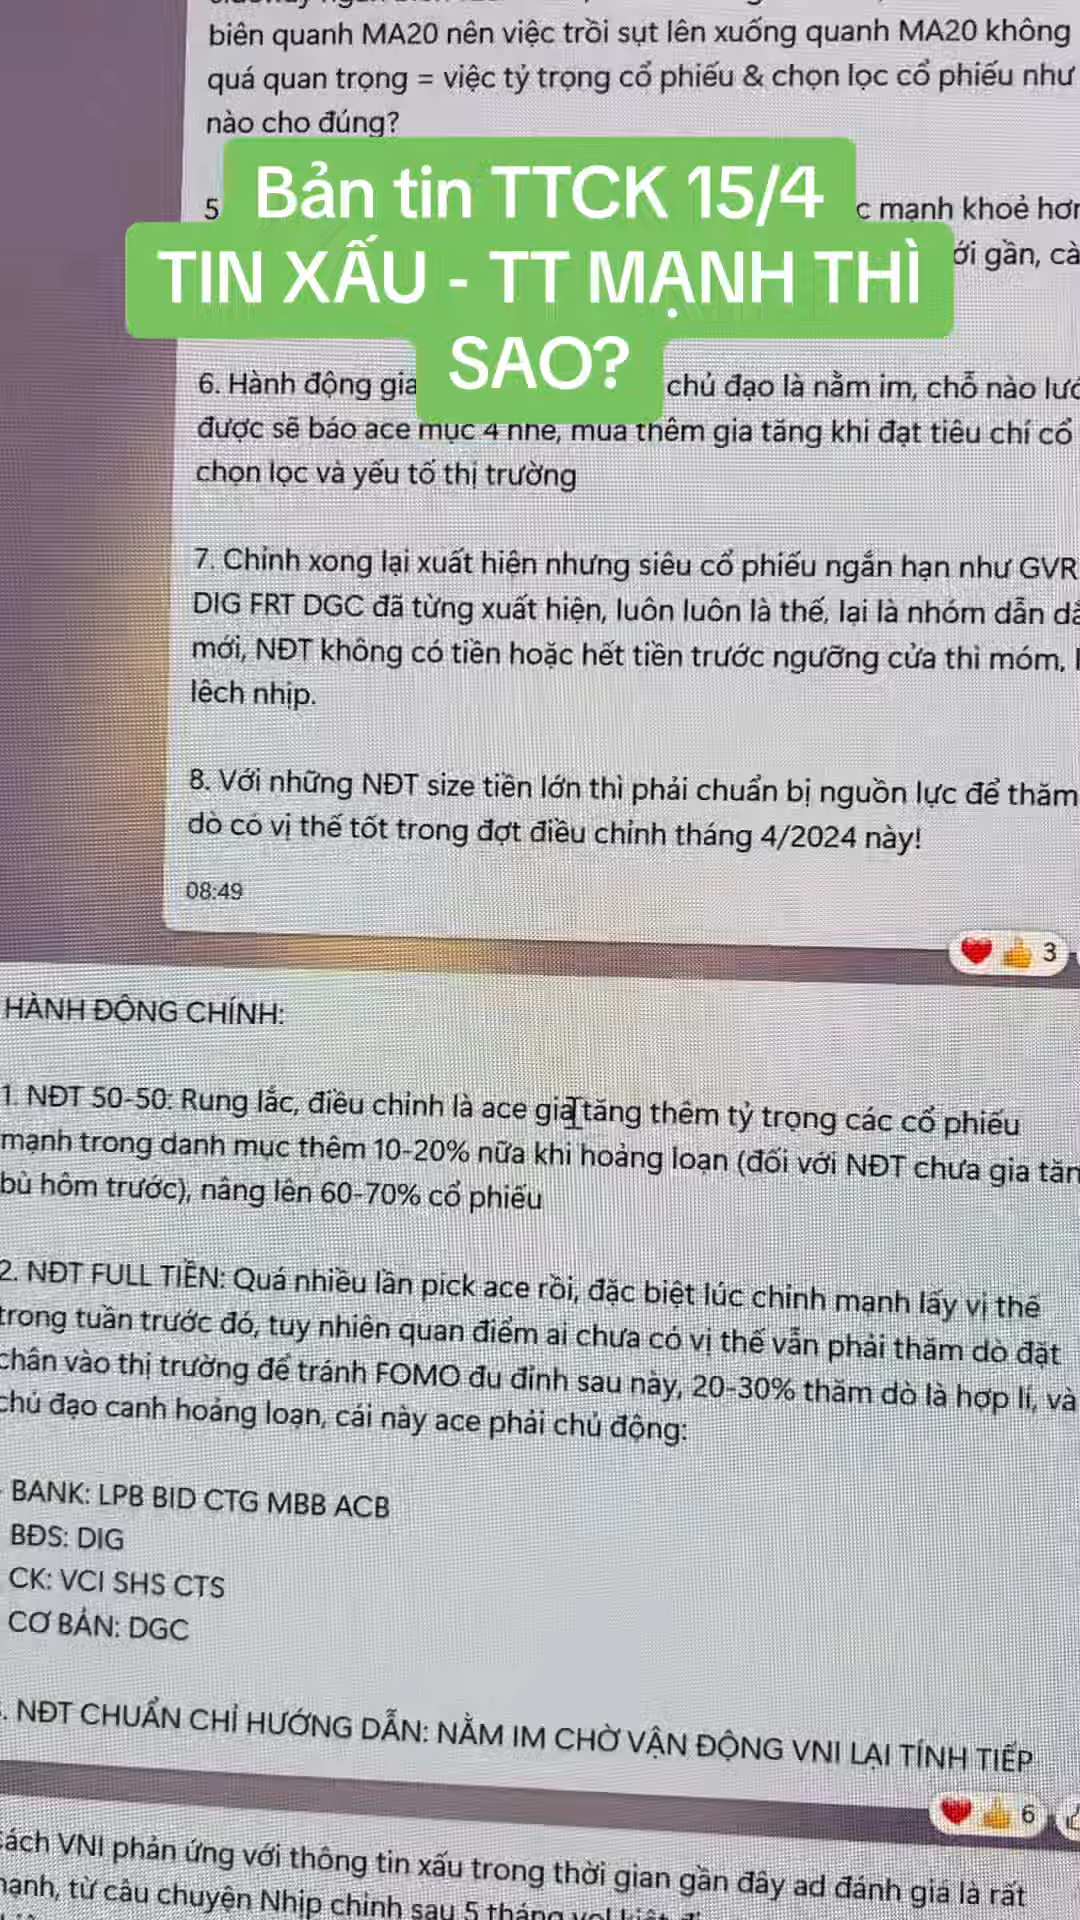 biên quanh MA20 nên việc trồi sụt lên xuống quanh MA20 không
quá quan trọng = việc tỷ trọng cổ phiếu & chọn lọc cổ phiếu như
nào cho đúng?
Bản tin TTCK 15/4
TIN XẤU - TT MẠNH THÌ
SAO?
5
c mạnh khoẻ hơn
ới gần, cà
6. Hành động gia
chủ đạo là nằm im, chỗ nào
được sẽ báo ace mục 4 nhé, mua thêm gia tăng khi đạt tiêu chí cổ
chọn lọc và yếu tố thị trường
7. Chỉnh xong lại xuất hiện nhưng siêu cổ phiếu ngắn hạn như GVR
DIG FRT DGC đã từng xuất hiện, luôn luôn là thế, lại là nhóm dẫn
mới, NĐT không có tiền hoặc hết tiền trước ngưỡng cửa thì móm,
lệch nhịp.
8. Với những NĐT size tiền lớn thì phải chuẩn bị nguồn lực để thăm
dò có vị thế tốt trong đợt điều chỉnh tháng 4/2024 này!
08:49
3
HÀNH ĐỘNG CHÍNH:
1. NĐT 50-50: Rung lắc, điều chỉnh là ace gia tăng thêm tỷ trọng các cổ phiếu
mạnh trong danh mục thêm 10-20% nữa khi hoảng loạn (đối với NĐT chưa gia tăn
bù hôm trước), nâng lên 60-70% cổ phiếu
2. NĐT FULL TIỀN: Quá nhiều lần pick ace rồi, đặc biệt lúc chỉnh mạnh lấy vị thế
trong tuần trước đó, tuy nhiên quan điểm ai chưa có vị thế vẫn phải thăm dò đặt
chân vào thị trường để tránh FOMO đu đỉnh sau này, 20-30% thăm dò là hợp lí, và
chủ đạo canh hoảng loạn, cái này ace phải chủ động:
- BANK: LPB BID CTG MBB ACB
BĐS: DIG
CK: VCI SHS CTS
CƠ BẢN: DGC
. NĐT CHUẨN CHỈ HƯỚNG DẪN: NẰM IM CHỜ VẬN ĐỘNG VNI LẠI TÍNH TIẾP
6
ách VNI phản ứng với thông tin xấu trong thời gian gần đây ad đánh giá là rất
mạnh, từ câu chuyện Nhịp chỉnh sau 5 tháng vol kiệt đi